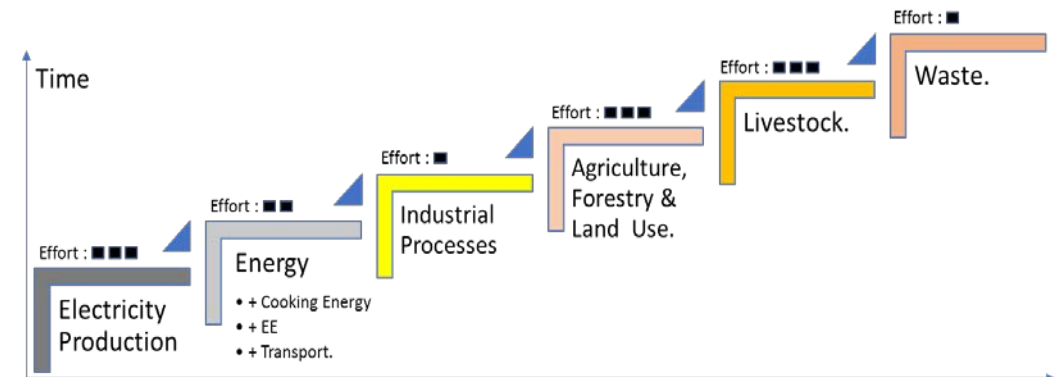 Time
Effort : ■ ■ ■
Electricity
Production
Effort : ■ ■
Energy
• + Cooking Energy
• + EE
• + Transport.
Effort : ■
Industrial
Processes
Effort : ■ ■ ■
Agriculture,
Forestry &
Land Use.
Effort : ■ ■ ■
Livestock.
Effort : ■
Waste.